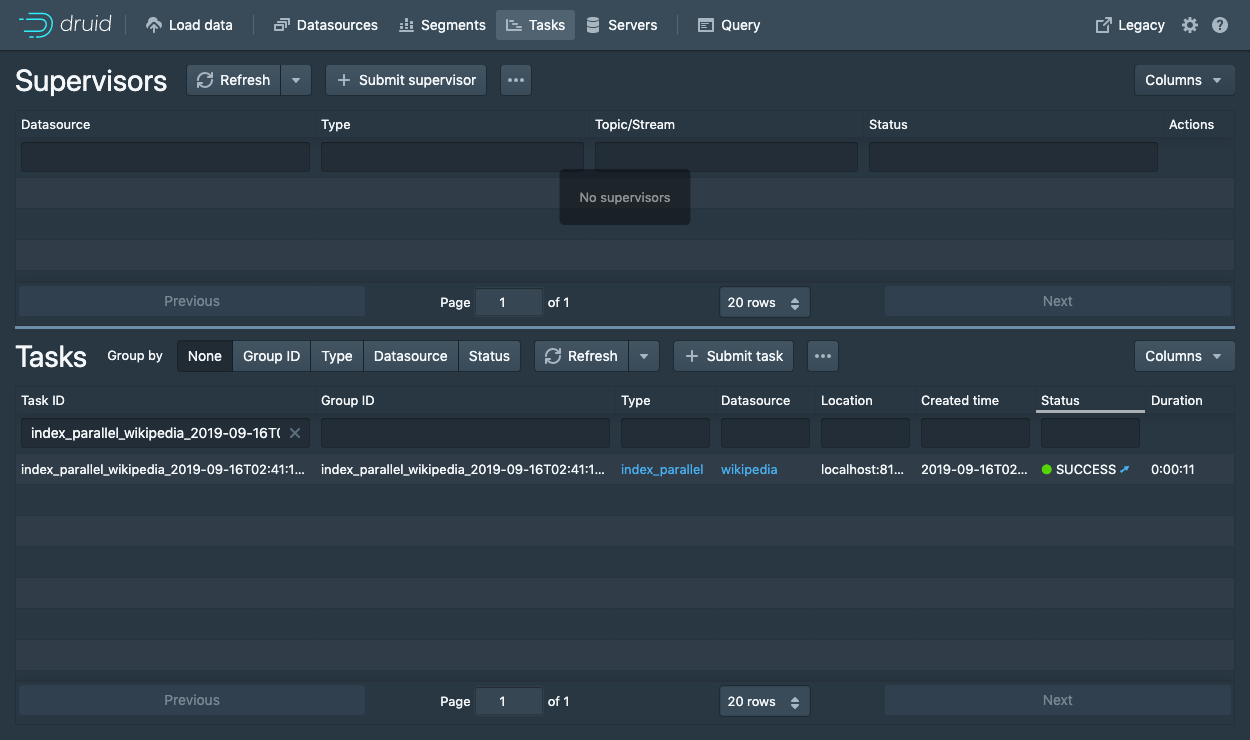 druid Load data Datasources Segments Tasks Servers Query Legacy
Supervisors Refresh Submit supervisor Columns
Datasource Type Topic/Stream Status Actions
No supervisors
Previous Page 1 of 1 20 rows Next
Tasks Group by None Group ID Type Datasource Status Refresh Submit task Columns
Task ID Group ID Type Datasource Location Created time Status Duration
index_parallel_wikipedia_2019-09-16T(
index_parallel_wikipedia_2019-09-16T02:41:1... index_parallel_wikipedia_2019-09-16T02:41:1... index_parallel wikipedia localhost:81... 2019-09-16T02... SUCCESS 0:00:11
Previous Page 1 of 1 20 rows Next